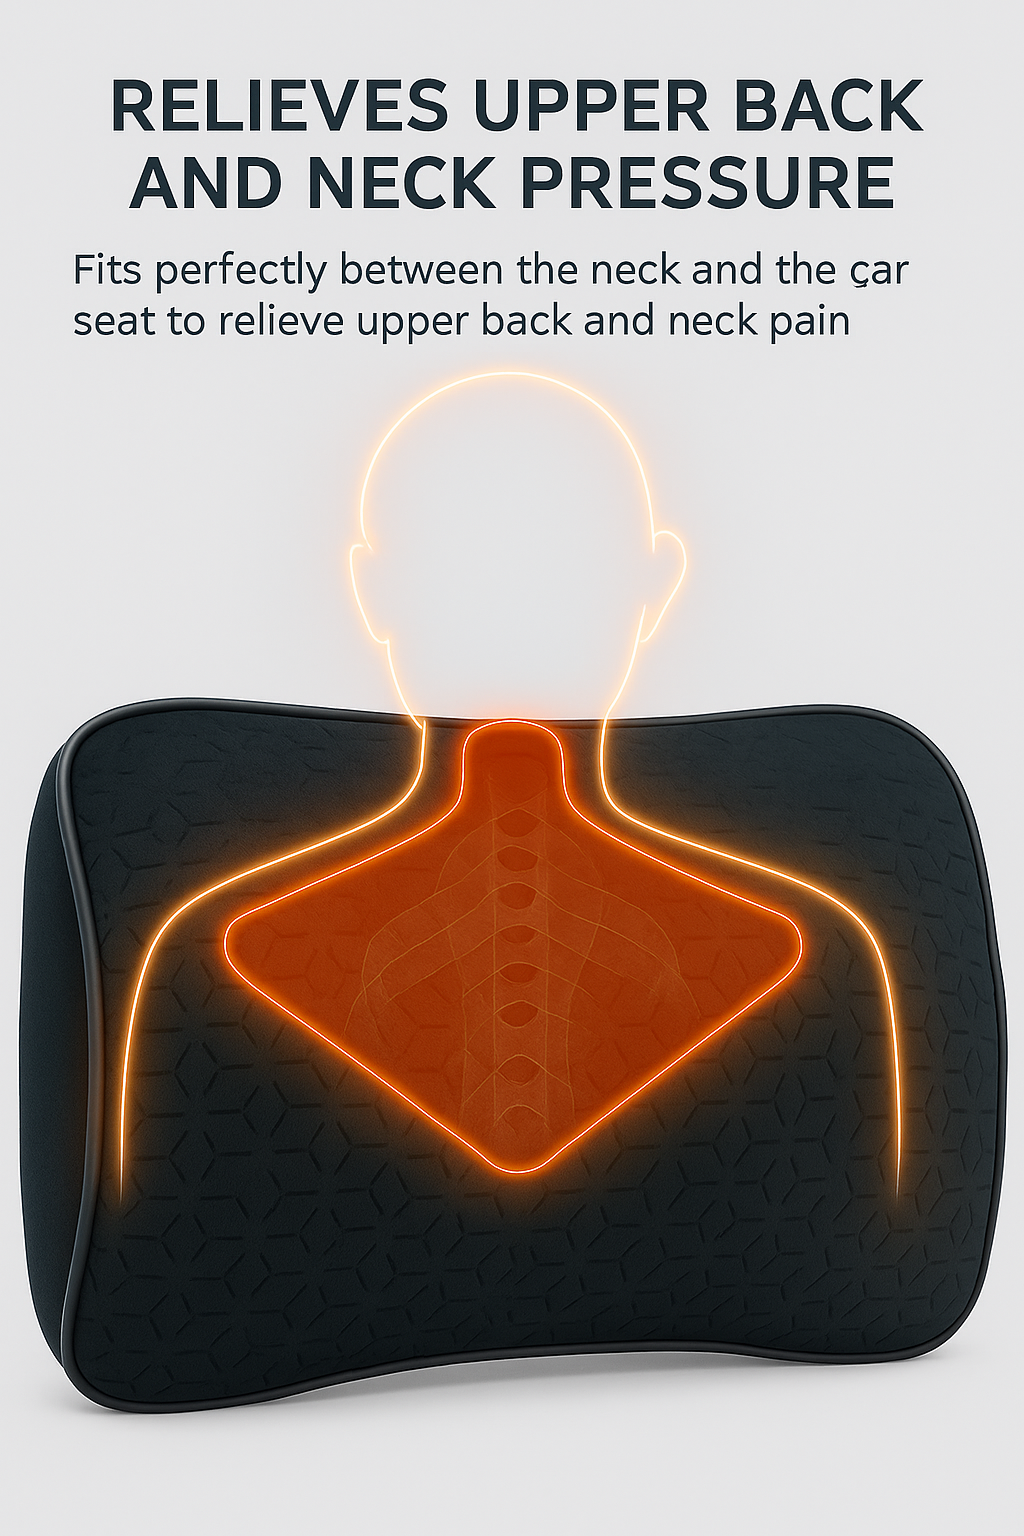 RELIEVES UPPER BACK
AND NECK PRESSURE
Fits perfectly between the neck and the çar
seat to relieve upper back and neck pain